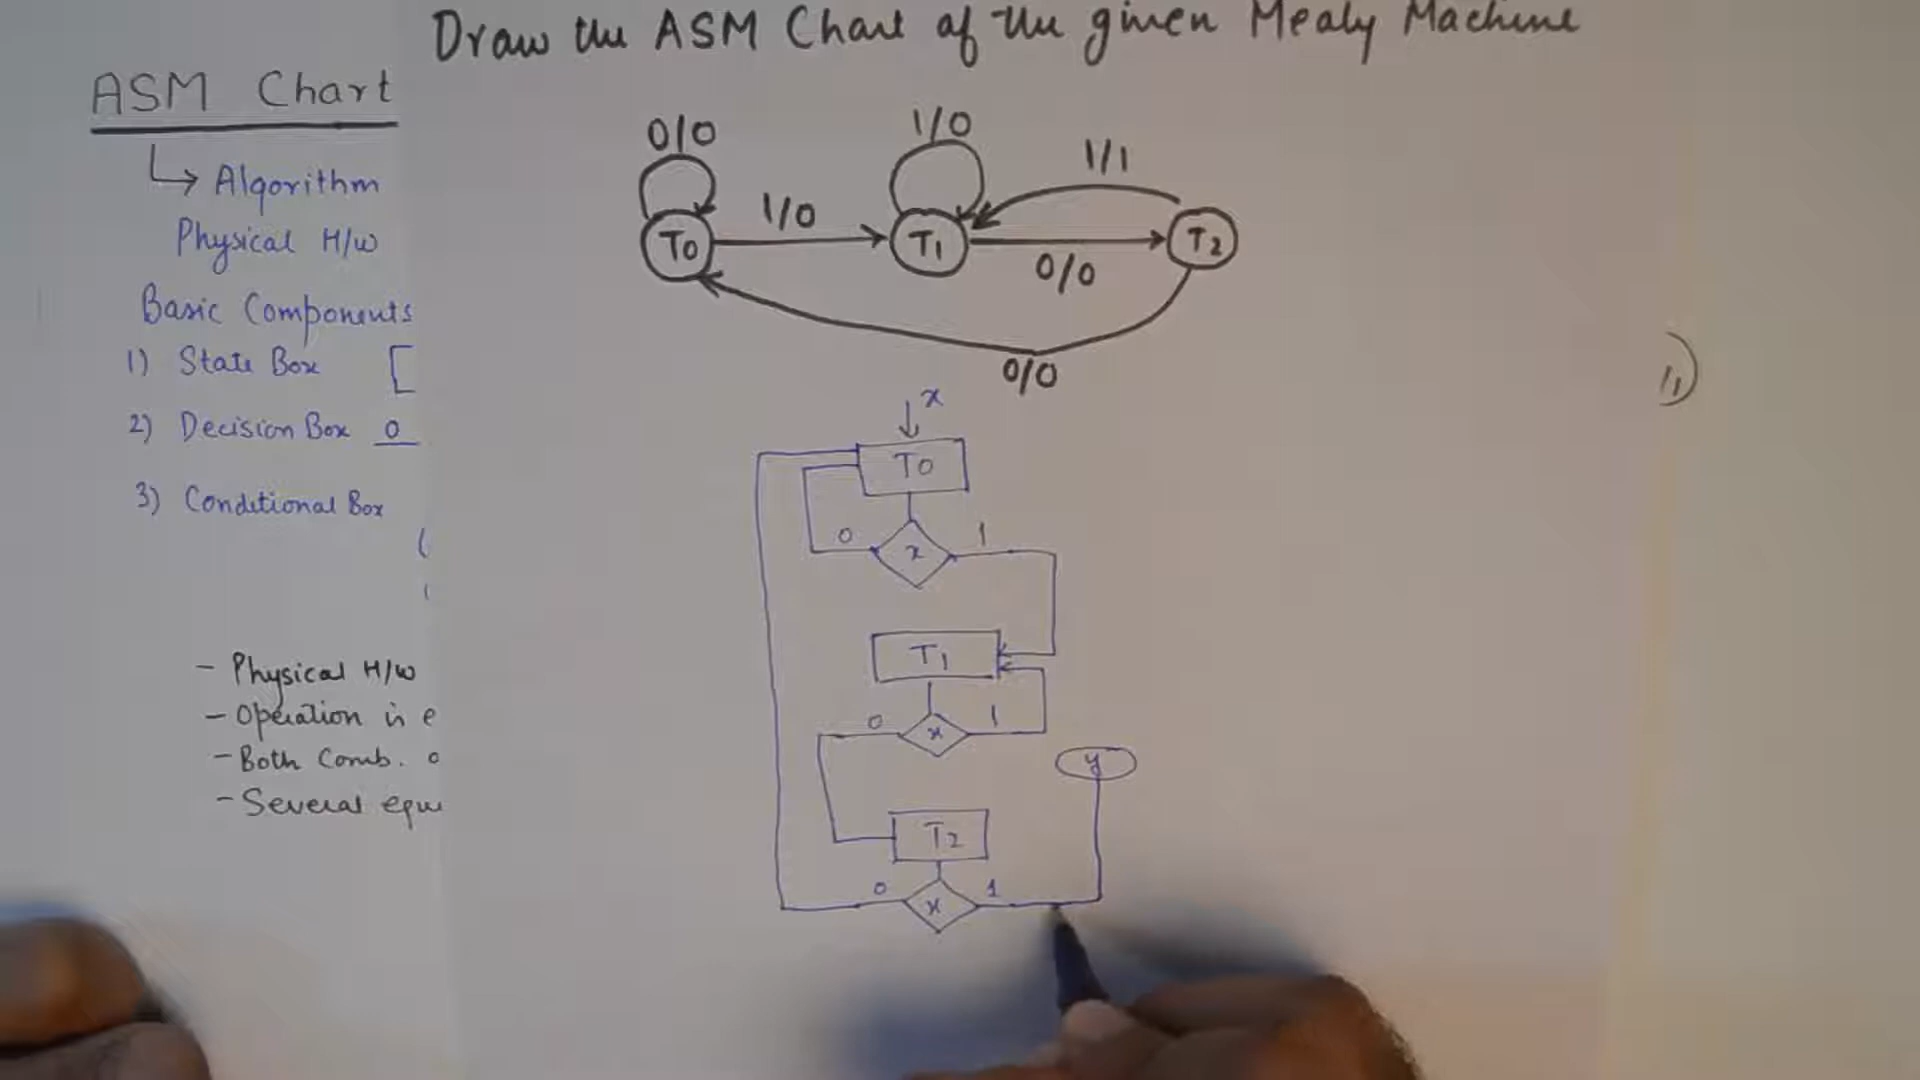 Draw the ASM Chart of the given Mealy Machine
ASM Chart
Algorithm
Physical H/w
Basic Components
1) State Box
2) Decision Box 0
3) Conditional Box
- Physical H/w
- Operation is e
- Both Comb.
- Several equ
0/0
1/0
1/0
1/1
T0
T1
T2
0/0
0/0
x
T0
0
x
1
T1
0
x
1
y
T2
0
x
1